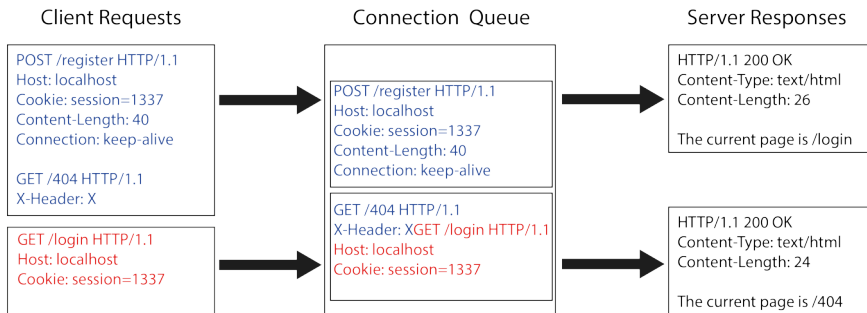 Client Requests
POST /register HTTP/1.1
Host: localhost
Cookie: session=1337
Content-Length: 40
Connection: keep-alive
GET /404 HTTP/1.1
X-Header: X
GET /login HTTP/1.1
Host: localhost
Cookie: session=1337
Connection Queue
POST /register HTTP/1.1
Host: localhost
Cookie: session=1337
Content-Length: 40
Connection: keep-alive
GET /404 HTTP/1.1
X-Header: XGET /login HTTP/1.1
Host: localhost
Cookie: session=1337
Server Responses
HTTP/1.1 200 OK
Content-Type: text/html
Content-Length: 26
The current page is /login
HTTP/1.1 200 OK
Content-Type: text/html
Content-Length: 24
The current page is /404